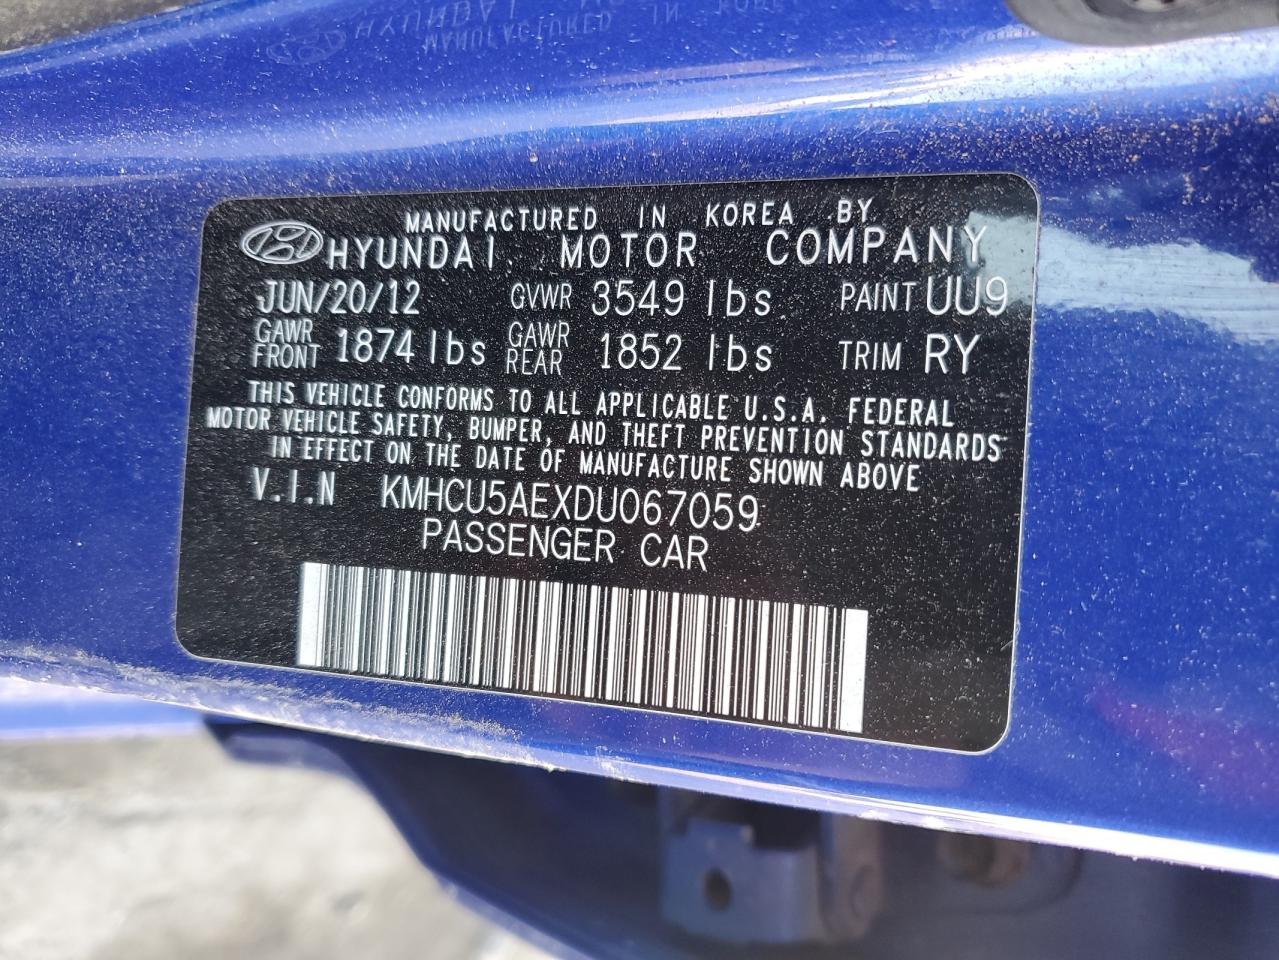 MANUFACTURED IN KOREA BY
HYUNDAI MOTOR COMPANY
JUN/20/12 GVWR 3549 lbs PAINT UU9
GAWR FRONT 1874 lbs GAWR REAR 1852 lbs TRIM RY
THIS VEHICLE CONFORMS TO ALL APPLICABLE U.S.A. FEDERAL
MOTOR VEHICLE SAFETY, BUMPER, AND THEFT PREVENTION STANDARDS
IN EFFECT ON THE DATE OF MANUFACTURE SHOWN ABOVE
V.I.N KMHCU5AEXDU067059
PASSENGER CAR